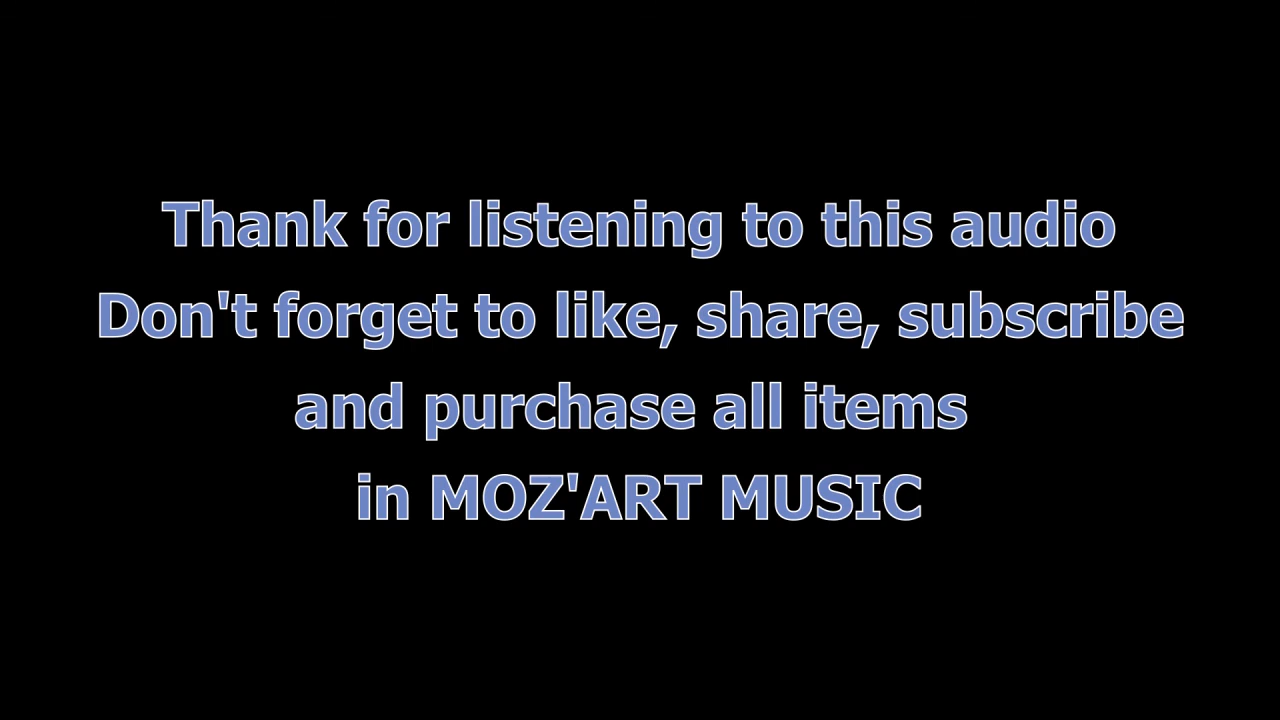 Thank for listening to this audio
Don't forget to like, share, subscribe
and purchase all items
in MOZ'ART MUSIC